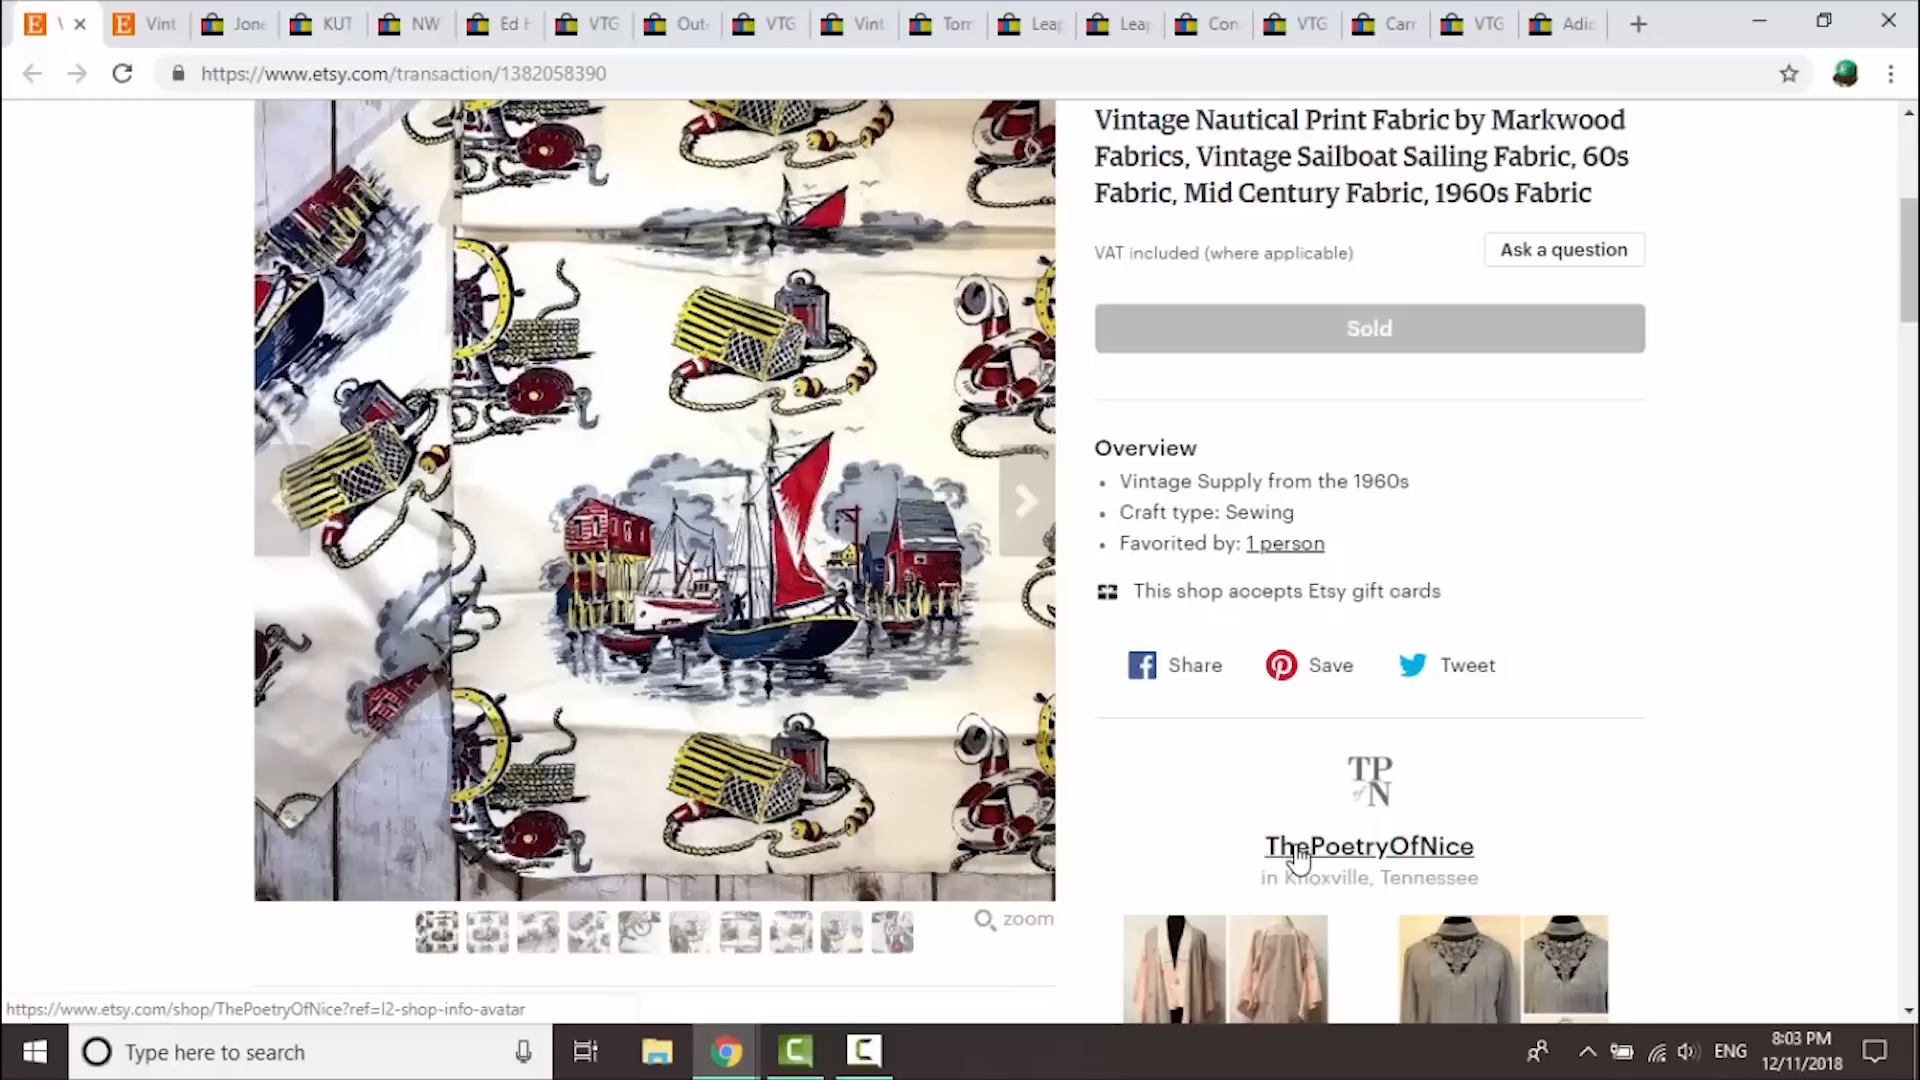 \
Vint
Jone
KUT
NW
Ed H
VTG
Out
VTG
Vint
Tom
Leap
Leap
Con
VTG
Carr
VTG
Adid
https://www.etsy.com/transaction/1382058390
Vintage Nautical Print Fabric by Markwood
Fabrics, Vintage Sailboat Sailing Fabric, 60s
Fabric, Mid Century Fabric, 1960s Fabric
VAT included (where applicable)
Ask a question
Sold
Overview
Vintage Supply from the 1960s
Craft type: Sewing
Favorited by: 1 person
This shop accepts Etsy gift cards
Share
Save
Tweet
TP
of N
ThePoetryOfNice
in Knoxville, Tennessee
zoom
https://www.etsy.com/shop/ThePoetryOfNice?ref=l2-shop-info-avatar
Type here to search
ENG
8:03 PM
12/11/2018